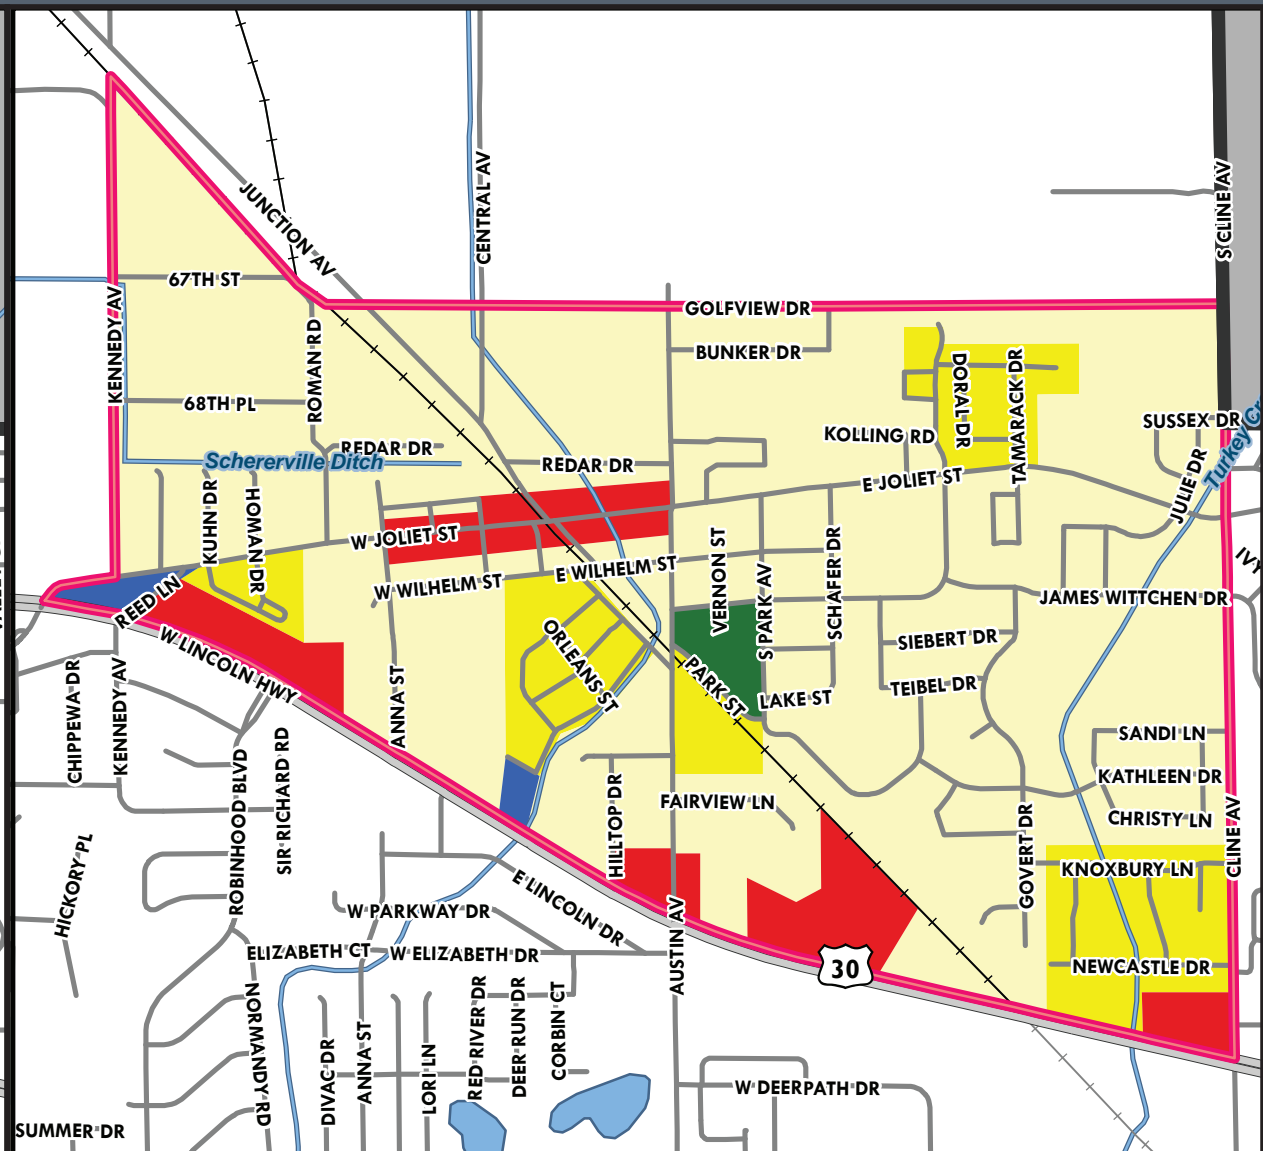 JUNCTION AV
CENTRAL AV
S CLINE AV
67TH ST
KENNEDY AV
GOLFVIEW DR
BUNKER DR
ROMAN RD
68TH PL
DORAL DR
TAMARACK DR
SUSSEX DR
Turkey Cr
REDAR DR
Schererville Ditch
REDAR DR
KOLLING RD
E JOLIET ST
JULIE DR
KUHN DR
HOMAN DR
W JOLIET ST
W WILHELM ST
E WILHELM ST
VERNON ST
S PARK AV
SCHAFER DR
IVY
REED LN
JAMES WITTCHEN DR
W LINCOLN HWY
ORLEANS ST
SIEBERT DR
PARK ST
LAKE ST
TEIBEL DR
CHIPPEWA DR
KENNEDY AV
ANNA ST
SANDI LN
ROBINHOOD BLVD
SIR RICHARD RD
HILLTOP DR
FAIRVIEW LN
KATHLEEN DR
CHRISTY LN
CLINE AV
GOVERT DR
HICKORY PL
KNOXBURY LN
E LINCOLN DR
W PARKWAY DR
AUSTIN AV
ELIZABETH CT
W ELIZABETH DR
30
NEWCASTLE DR
NORMANDY RD
DIVAC DR
ANNA ST
LORI LN
RED RIVER DR
DEER RUN DR
CORBIN CT
W DEERPATH DR
SUMMER DR